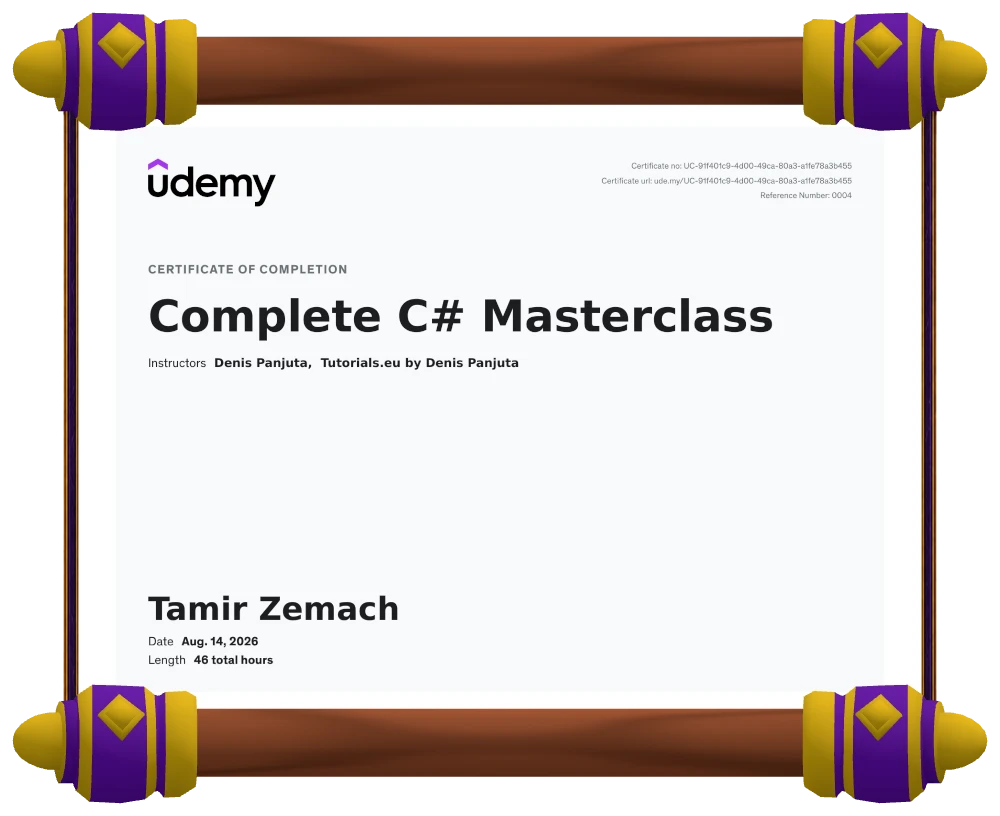 udemy
Certificate no: UC-91f401c9-4d00-49ca-80a3-a1fe78a3b455
Certificate url: ude.my/UC-91f401c9-4d00-49ca-80a3-a1fe78a3b455
Reference Number: 0004
CERTIFICATE OF COMPLETION
Complete C# Masterclass
Instructors Denis Panjuta, Tutorials.eu by Denis Panjuta
Tamir Zemach
Date Aug. 14, 2026
Length 46 total hours